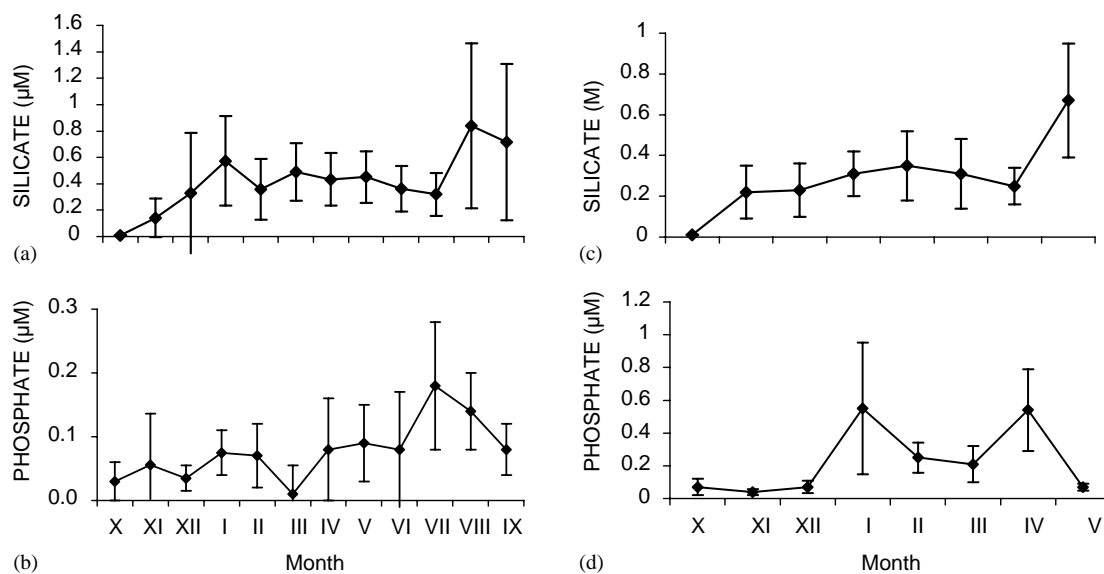 SILICATE (µM)
1.6
1.4
1.2
1
0.8
0.6
0.4
0.2
0
(a)
SILICATE (M)
1
0.8
0.6
0.4
0.2
0
(c)
PHOSPHATE (µM)
0.3
0.2
0.1
0.0
X XI XII I II III IV V VI VII VIII IX
(b)
Month
PHOSPHATE (µM)
1.2
1
0.8
0.6
0.4
0.2
0
X XI XII I II III IV V
(d)
Month